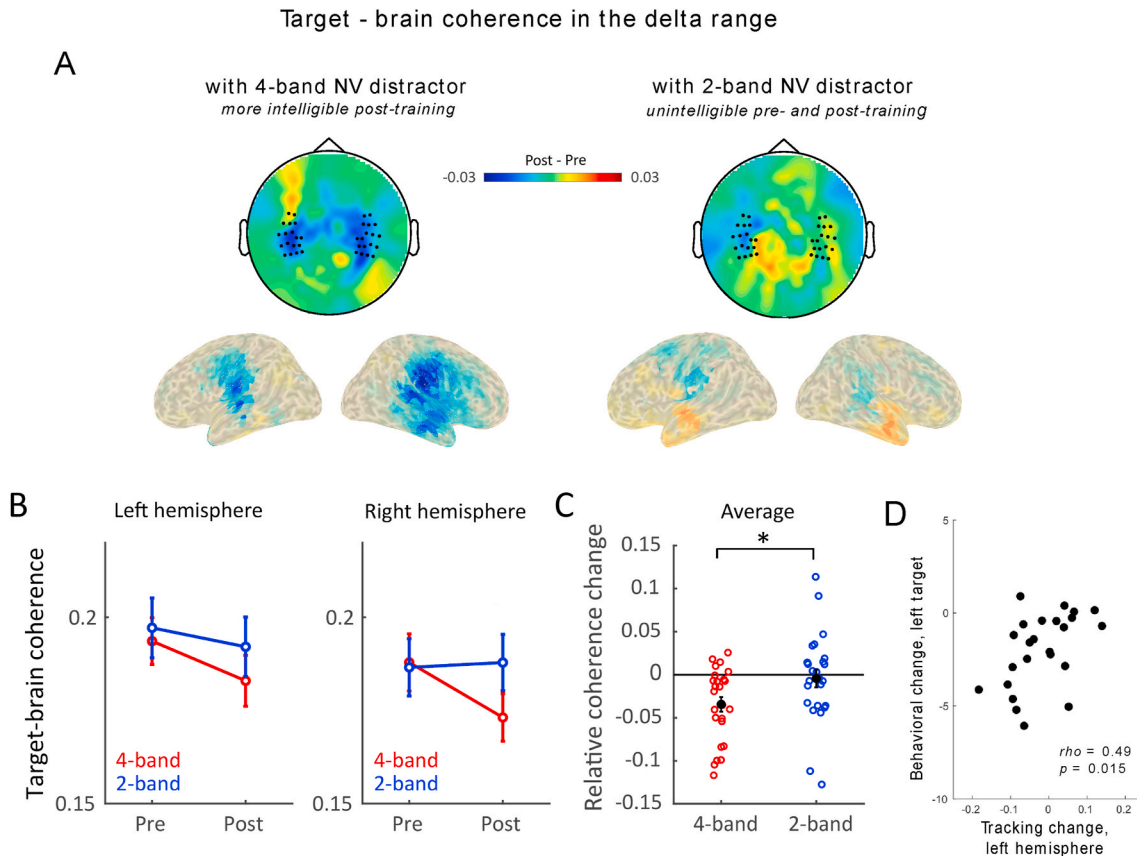 Target - brain coherence in the delta range
A
with 4-band NV distractor
more intelligible post-training
with 2-band NV distractor
unintelligible pre- and post-training
Post - Pre
-0.03
0.03
B
Left hemisphere
Right hemisphere
Target–brain coherence
0.2
0.15
4-band
2-band
Pre
Post
0.2
0.15
4-band
2-band
Pre
Post
C
Average
*
Relative coherence change
0.15
0.1
0.05
0
-0.05
-0.1
-0.15
4-band
2-band
D
Behavioral change, left target
5
0
-5
-10
rho = 0.49
p = 0.015
-0.2
-0.1
0
0.1
0.2
Tracking change,
left hemisphere